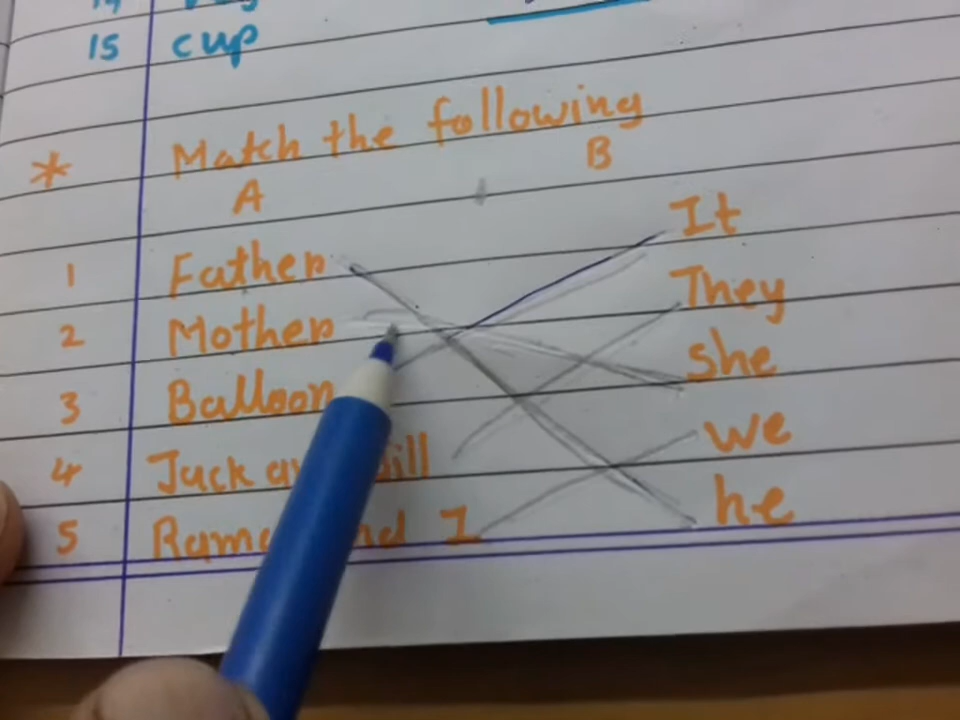 15 cup
* Match the following
A B
1 Father It
2 Mother They
3 Balloon she
4 Jack we
5 I he